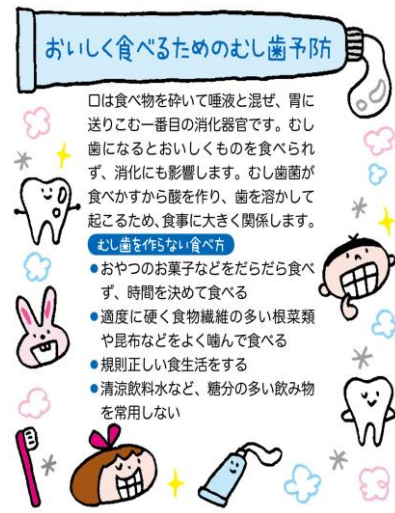 おいしく食べるためのむし歯予防
口は食べ物を砕いて唾液と混ぜ、胃に
送りこむ一番目の消化器官です。むし
歯になるとおいしくものを食べられ
ず、消化にも影響します。むし歯菌が
食べかすから酸を作り、歯を溶かして
起こるため、食事に大きく関係します。
むし歯を作らない食べ方
●おやつのお菓子などをだらだら食べ
ず、時間を決めて食べる
●適度に硬く食物繊維の多い根菜類
や昆布などをよく噛んで食べる
●規則正しい食生活をする
●清涼飲料水など、糖分の多い飲み物
を常用しない